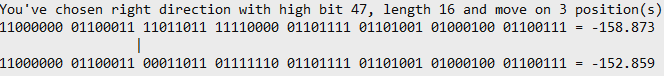 You've chosen right direction with high bit 47, length 16 and move on 3 position(s)
11000000 01100011 11011011 11110000 01101111 01101001 01000100 01100111 = -158.873
|
11000000 01100011 00011011 01111110 01101111 01101001 01000100 01100111 = -152.859